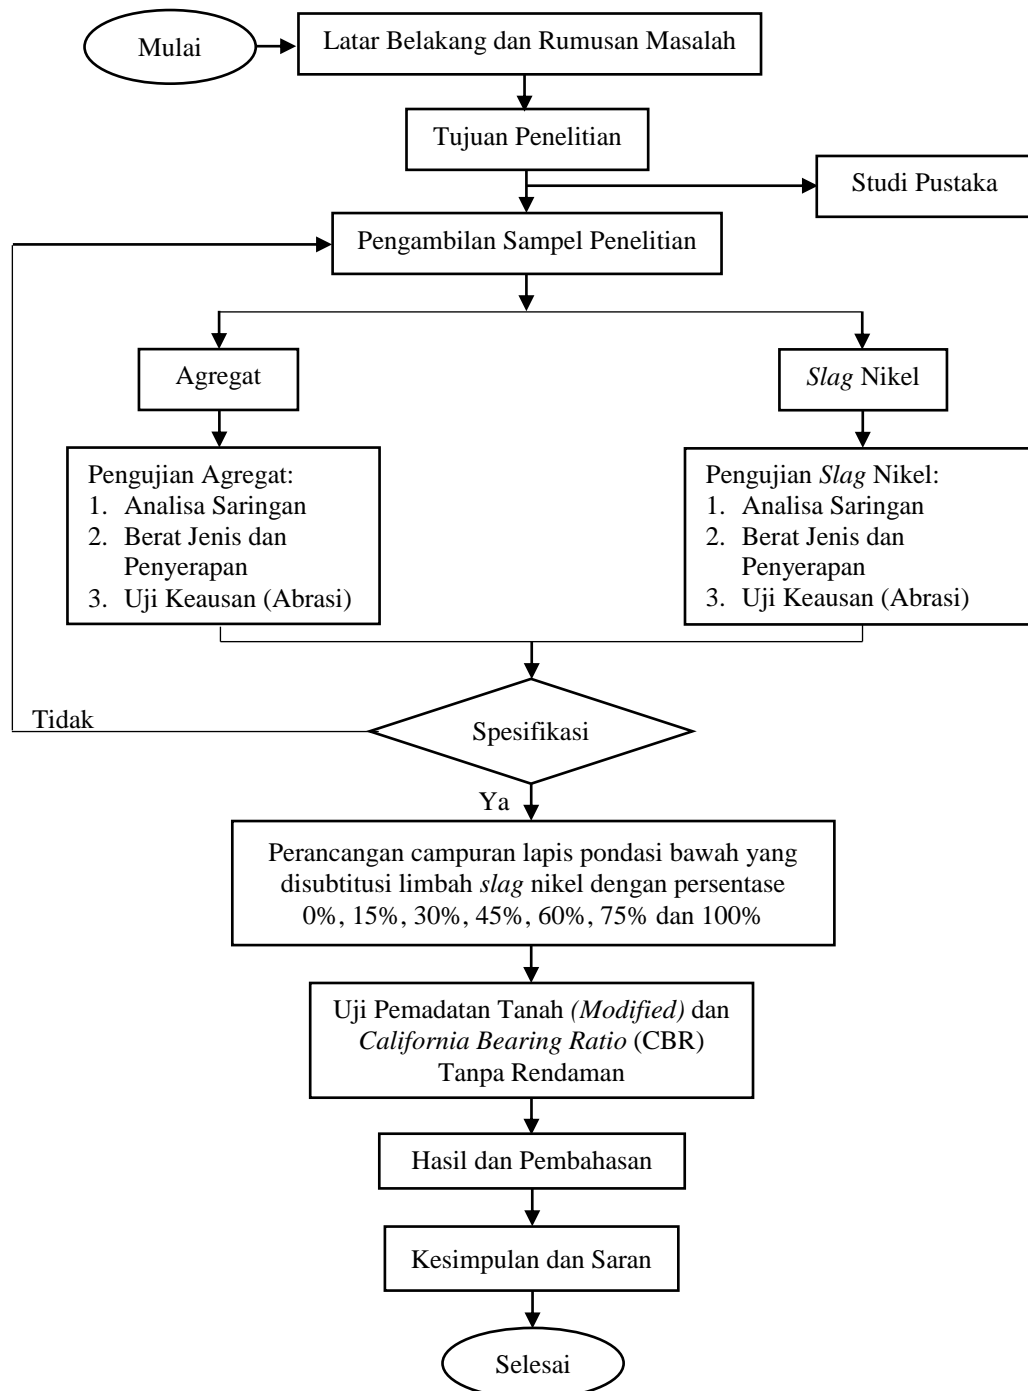 Mulai
Latar Belakang dan Rumusan Masalah
Tujuan Penelitian
Studi Pustaka
Pengambilan Sampel Penelitian
Agregat
Slag Nikel
Pengujian Agregat:
1. Analisa Saringan
2. Berat Jenis dan
Penyerapan
3. Uji Keausan (Abrasi)
Pengujian Slag Nikel:
1. Analisa Saringan
2. Berat Jenis dan
Penyerapan
3. Uji Keausan (Abrasi)
Tidak
Spesifikasi
Ya
Perancangan campuran lapis pondasi bawah yang
disubtitusi limbah slag nikel dengan persentase
0%, 15%, 30%, 45%, 60%, 75% dan 100%
Uji Pemadatan Tanah (Modified) dan
California Bearing Ratio (CBR)
Tanpa Rendaman
Hasil dan Pembahasan
Kesimpulan dan Saran
Selesai